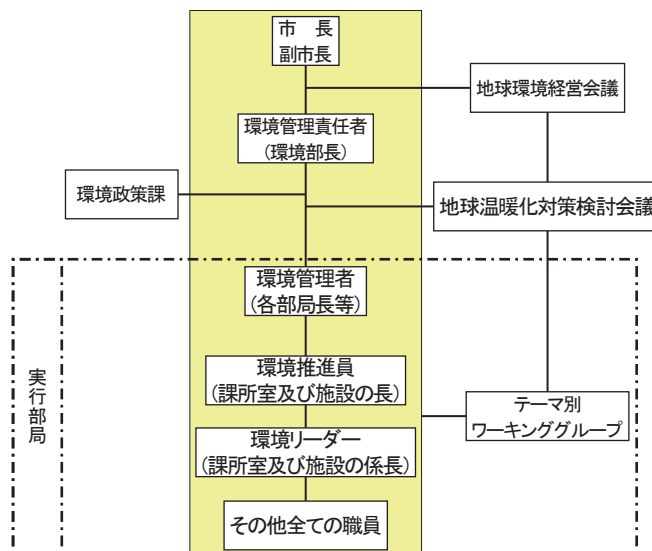 市　長
副市長
地球環境経営会議
環境管理責任者
（環境部長）
環境政策課
地球温暖化対策検討会議
環境管理者
（各部局長等）
実行部局
環境推進員
（課所室及び施設の長）
テーマ別
ワーキンググループ
環境リーダー
（課所室及び施設の係長）
その他全ての職員